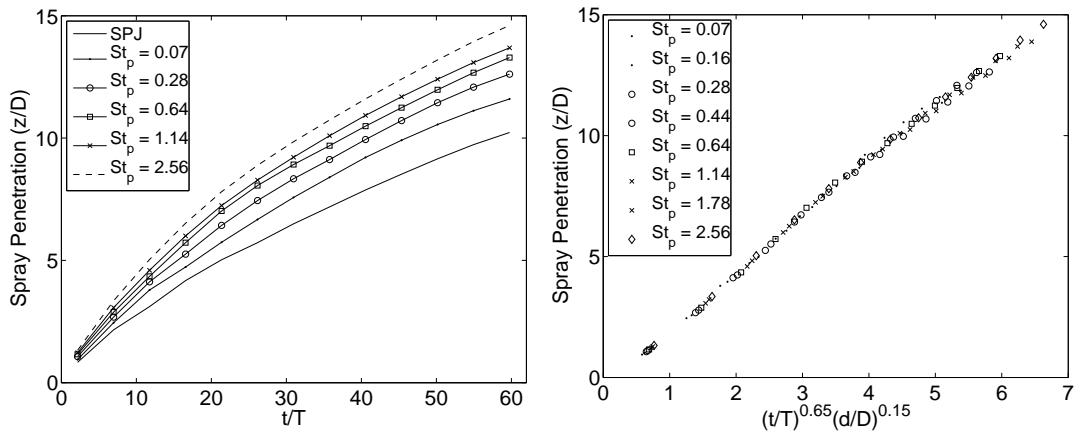 15
10
5
0
Spray Penetration (z/D)
SPJ
St_p = 0.07
St_p = 0.28
St_p = 0.64
St_p = 1.14
St_p = 2.56
0 10 20 30 40 50 60
t/T
15
10
5
0
Spray Penetration (z/D)
St_p = 0.07
St_p = 0.16
St_p = 0.28
St_p = 0.44
St_p = 0.64
St_p = 1.14
St_p = 1.78
St_p = 2.56
0 1 2 3 4 5 6 7
(t/T)^0.65(d/D)^0.15